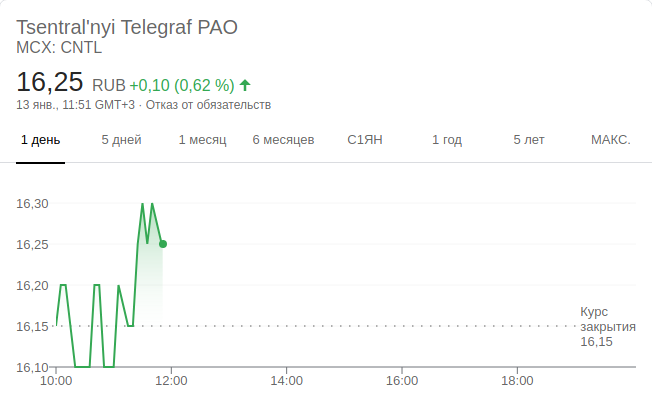 Tsentral'nyi Telegraf PAO
MCX: CNTL
16,25 RUB +0,10 (0,62 %)
13 янв., 11:51 GMT+3 · Отказ от обязательств
1 день 5 дней 1 месяц 6 месяцев С1ЯН 1 год 5 лет МАКС.
16,30
16,25
16,20
16,15
16,10
Курс
закрытия
16,15
10:00 12:00 14:00 16:00 18:00